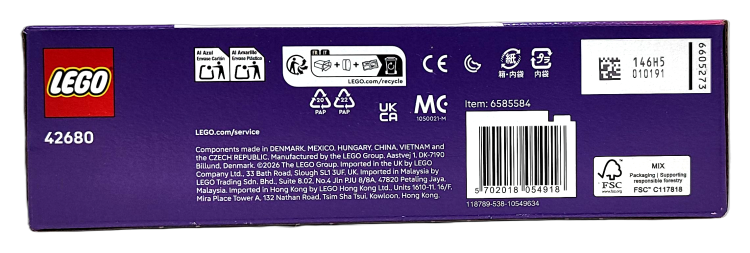 LEGO
42680
Al Azul
Envase Cartón
Al Amarillo
Envase Plástico
FR
LEGO.com/recycle
20
PAP
22
PAP
UK
CA
1050021-M
紙
箱・内袋
プラ
内袋
146H5
010191
6605273
LEGO.com/service
Components made in DENMARK, MEXICO, HUNGARY, CHINA, VIETNAM and
the CZECH REPUBLIC. Manufactured by the LEGO Group, Aastvej 1, DK-7190
Billund, Denmark. ©2026 The LEGO Group. Imported in the UK by LEGO
Company Ltd., 33 Bath Road, Slough SL1 3UF, UK. Imported in Malaysia by
LEGO Trading Sdn. Bhd., Suite 8.02, No.4 Jln PJU 8/8A, 47820 Petaling Jaya,
Malaysia. Imported in Hong Kong by LEGO Hong Kong Ltd., Units 1610-11, 16/F,
Mira Place Tower A, 132 Nathan Road, Tsim Sha Tsui, Kowloon, Hong Kong.
Item: 6585584
5 702018 054918
118789-538-10549634
FSC
www.fsc.org
MIX
Packaging | Supporting
responsible forestry
FSC™ C117818